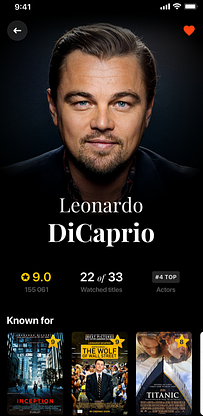 9:41
Leonardo
DiCaprio
9.0
22 of 33
#4 TOP
155 061
Watched titles
Actors
Known for
INCEPTION
THE WOLF
OF WALL STREET
TITANIC